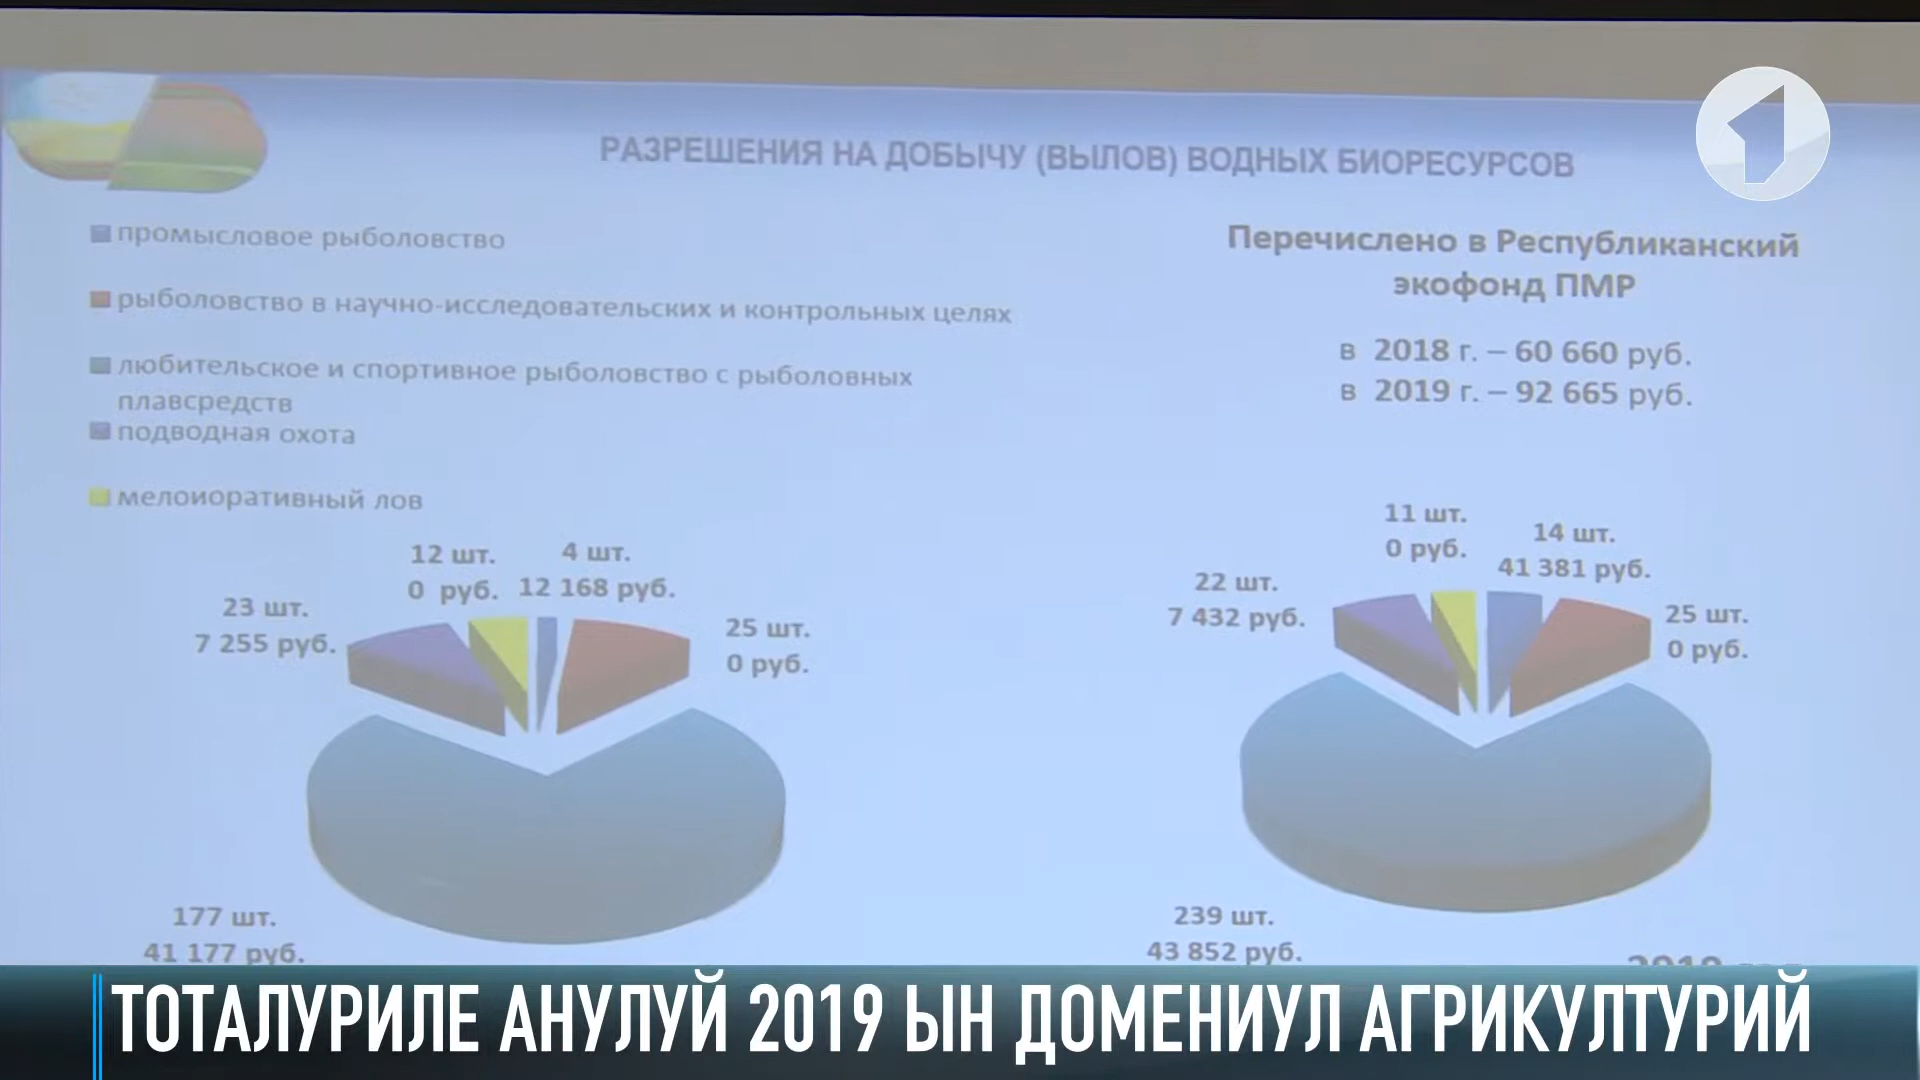 РАЗРЕШЕНИЯ НА ДОБЫЧУ (ВЫЛОВ) ВОДНЫХ БИОРЕСУРСОВ
промысловое рыболовство
рыболовство в научно-исследовательских и контрольных целях
любительское и спортивное рыболовство с рыболовных
плавсредств
подводная охота
мелоиоративный лов
Перечислено в Республиканский
экофонд ПМР
в 2018 г. – 60 660 руб.
в 2019 г. – 92 665 руб.
12 шт.
0 руб.
4 шт.
12 168 руб.
23 шт.
7 255 руб.
25 шт.
0 руб.
177 шт.
41 177 руб.
11 шт.
0 руб.
14 шт.
41 381 руб.
22 шт.
7 432 руб.
25 шт.
0 руб.
239 шт.
43 852 руб.
ТОТАЛУРИЛЕ АНУЛУЙ 2019 ЫН ДОМЕНИУЛ АГРИКУЛТУРИЙ